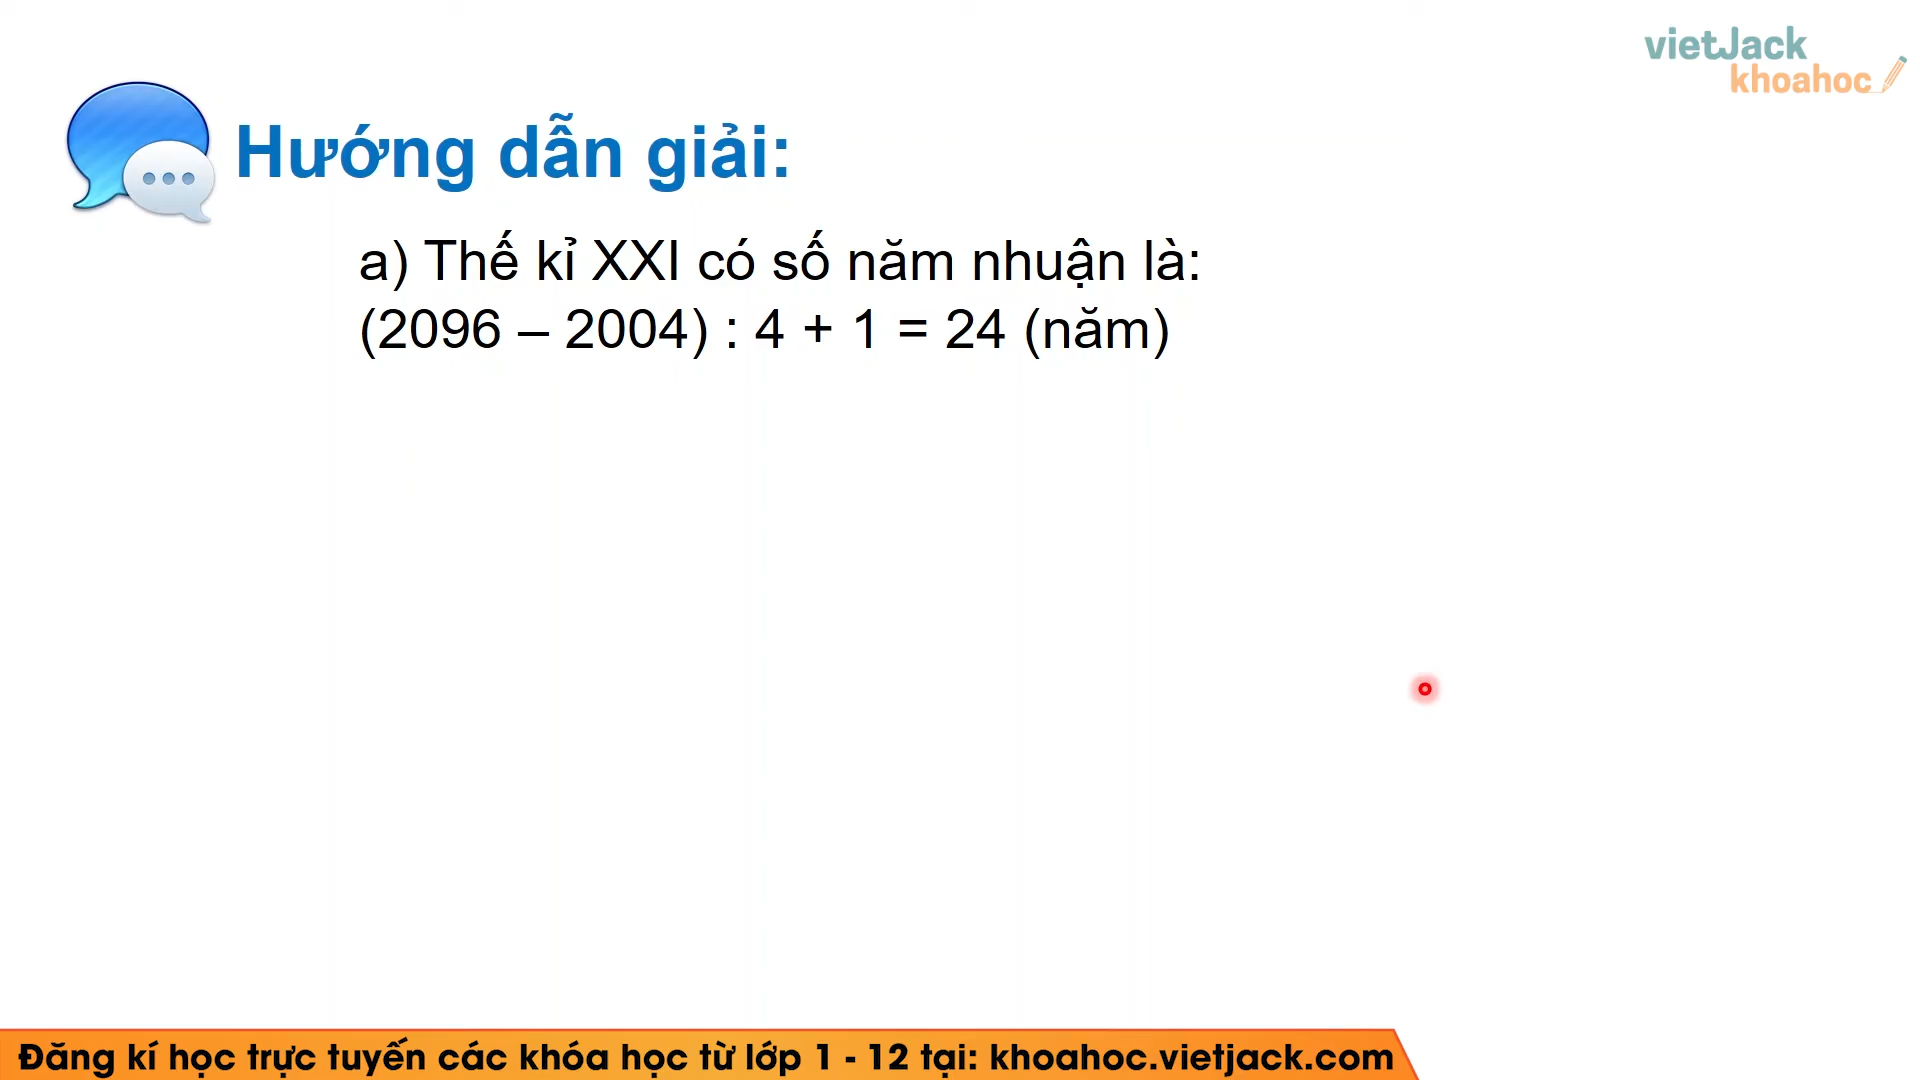 vietJack
khoahoc
Hướng dẫn giải:
a) Thế kỉ XXI có số năm nhuận là:
(2096 – 2004) : 4 + 1 = 24 (năm)
Đăng kí học trực tuyến các khóa học từ lớp 1 - 12 tại: khoahoc.vietjack.com